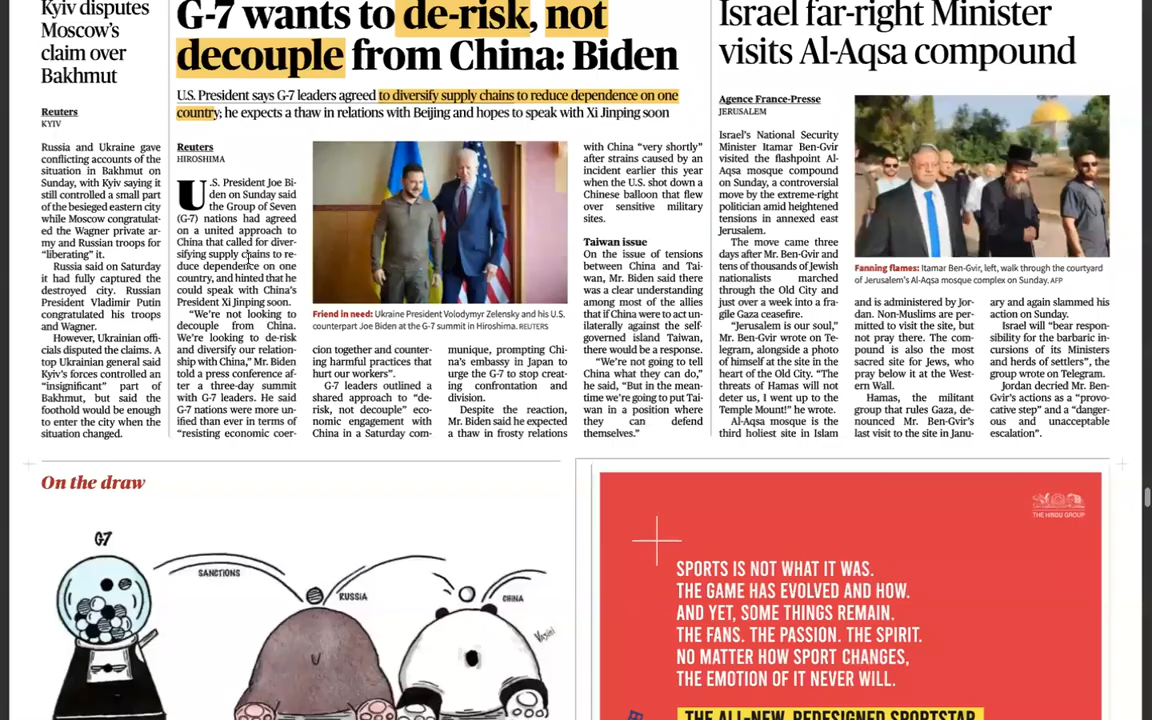 Kyiv disputes
Moscow's
claim over
Bakhmut
Reuters
KYIV
Russia and Ukraine gave
conflicting accounts of the
situation in Bakhmut on
Sunday, with Kyiv saying it
still controlled a small part
of the besieged eastern city
while Moscow congratulat-
ed the Wagner private ar-
my and Russian troops for
"liberating" it.
Russia said on Saturday
it had fully captured the
destroyed city. Russian
President Vladimir Putin
congratulated his troops
and Wagner.
However, Ukrainian offi-
cials disputed the claims. A
top Ukrainian general said
Kyiv's forces controlled an
"insignificant" part of
Bakhmut, but said the
foothold would be enough
to enter the city when the
situation changed.
G-7 wants to de-risk, not
decouple from China: Biden
U.S. President says G-7 leaders agreed to diversify supply chains to reduce dependence on one
country; he expects a thaw in relations with Beijing and hopes to speak with Xi Jinping soon
Reuters
HIROSHIMA
U.S. President Joe Bi-
den on Sunday said
the Group of Seven
(G-7) nations had agreed
on a united approach to
China that called for diver-
sifying supply chains to re-
duce dependence on one
country, and hinted that he
could speak with China's
President Xi Jinping soon.
"We're not looking to
decouple from China.
We're looking to de-risk
and diversify our relation-
ship with China," Mr. Biden
told a press conference af-
ter a three-day summit
with G-7 leaders. He said
G-7 nations were more un-
ified than ever in terms of
"resisting economic coer-
Friend in need: Ukraine President Volodymyr Zelensky and his U.S.
counterpart Joe Biden at the G-7 summit in Hiroshima. REUTERS
cion together and counter-
ing harmful practices that
hurt our workers".
G-7 leaders outlined a
shared approach to "de-
risk, not decouple" eco-
nomic engagement with
China in a Saturday com-
munique, prompting Chi-
na's embassy in Japan to
urge the G-7 to stop creat-
ing confrontation and
division.
Despite the reaction,
Mr. Biden said he expected
a thaw in frosty relations
with China "very shortly"
after strains caused by an
incident earlier this year
when the U.S. shot down a
Chinese balloon that flew
over sensitive military
sites.
Taiwan issue
On the issue of tensions
between China and Tai-
wan, Mr. Biden said there
was a clear understanding
among most of the allies
that if China were to act un-
ilaterally against the self-
governed island Taiwan,
there would be a response.
"We're not going to tell
China what they can do,"
he said, "But in the mean-
time we're going to put Tai-
wan in a position where
they can defend
themselves."
Israel far-right Minister
visits Al-Aqsa compound
Agence France-Presse
JERUSALEM
Israel's National Security
Minister Itamar Ben-Gvir
visited the flashpoint Al-
Aqsa mosque compound
on Sunday, a controversial
move by the extreme-right
politician amid heightened
tensions in annexed east
Jerusalem.
The move came three
days after Mr. Ben-Gvir and
tens of thousands of Jewish
nationalists marched
through the Old City and
just over a week into a fra-
gile Gaza ceasefire.
"Jerusalem is our soul,"
Mr. Ben-Gvir wrote on Te-
legram, alongside a photo
of himself at the site in the
heart of the Old City. "The
threats of Hamas will not
deter us, I went up to the
Temple Mount!" he wrote.
Al-Aqsa mosque is the
third holiest site in Islam
Fanning flames: Itamar Ben-Gvir, left, walk through the courtyard
of Jerusalem's Al-Aqsa mosque complex on Sunday. AFP
and is administered by Jor-
dan. Non-Muslims are per-
mitted to visit the site, but
not pray there. The com-
pound is also the most
sacred site for Jews, who
pray below it at the West-
ern Wall.
Hamas, the militant
group that rules Gaza, de-
nounced Mr. Ben-Gvir's
last visit to the site in Janu-
ary and again slammed his
action on Sunday.
Israel will "bear respon-
sibility for the barbaric in-
cursions of its Ministers
and herds of settlers", the
group wrote on Telegram.
Jordan decried Mr. Ben-
Gvir's actions as a "provo-
cative step" and a "danger-
ous and unacceptable
escalation".
On the draw
G7
SANCTIONS
RUSSIA
CHINA
THE HINDU GROUP
SPORTS IS NOT WHAT IT WAS.
THE GAME HAS EVOLVED AND HOW.
AND YET, SOME THINGS REMAIN.
THE FANS. THE PASSION. THE SPIRIT.
NO MATTER HOW SPORT CHANGES,
THE EMOTION OF IT NEVER WILL.
THE ALL-NEW, REDESIGNED SPORTSTAR